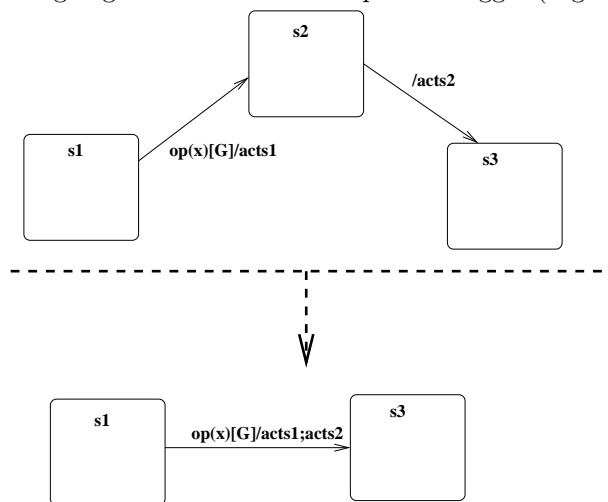 s2
/acts2
s1
op(x)[G]/acts1
s3
s1
s3
op(x)[G]/acts1;acts2